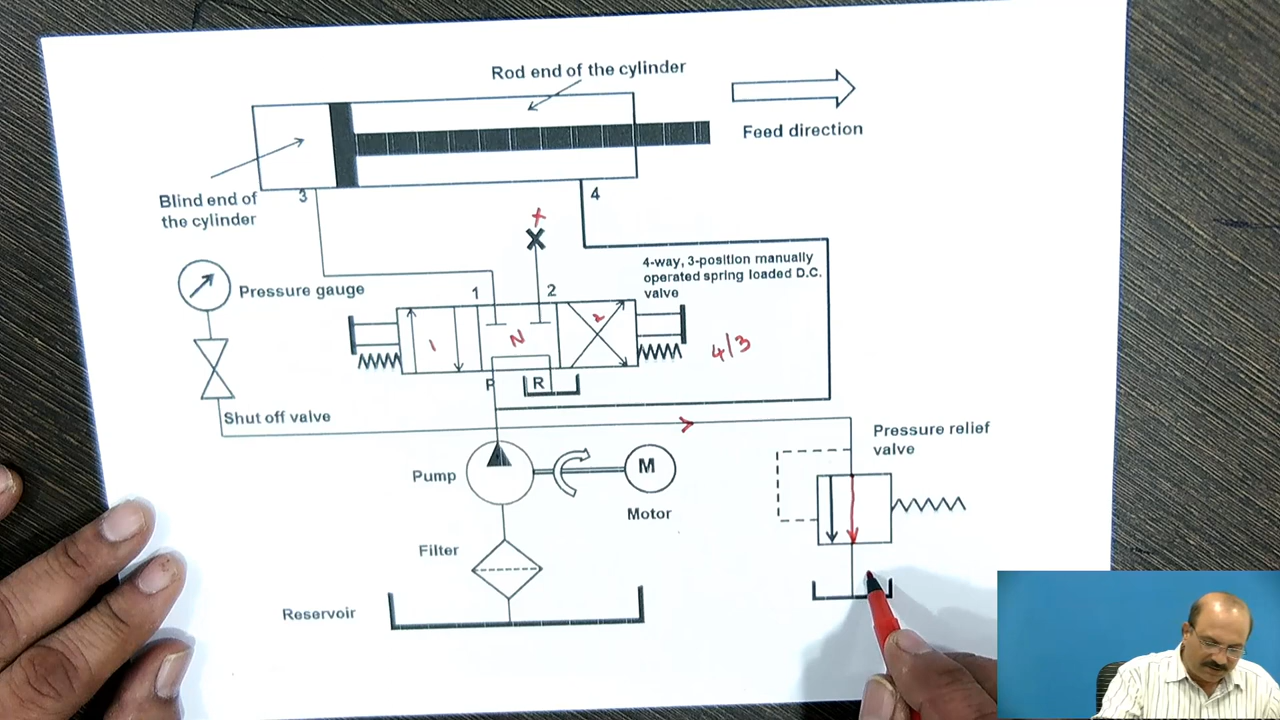 Rod end of the cylinder
Feed direction
Blind end of
the cylinder
3
4
X
x
Pressure gauge
1
2
4-way, 3-position manually
operated spring loaded D.C.
valve
1
N
2
4/3
P
R
Shut off valve
Pressure relief
valve
Pump
M
Motor
Filter
Reservoir